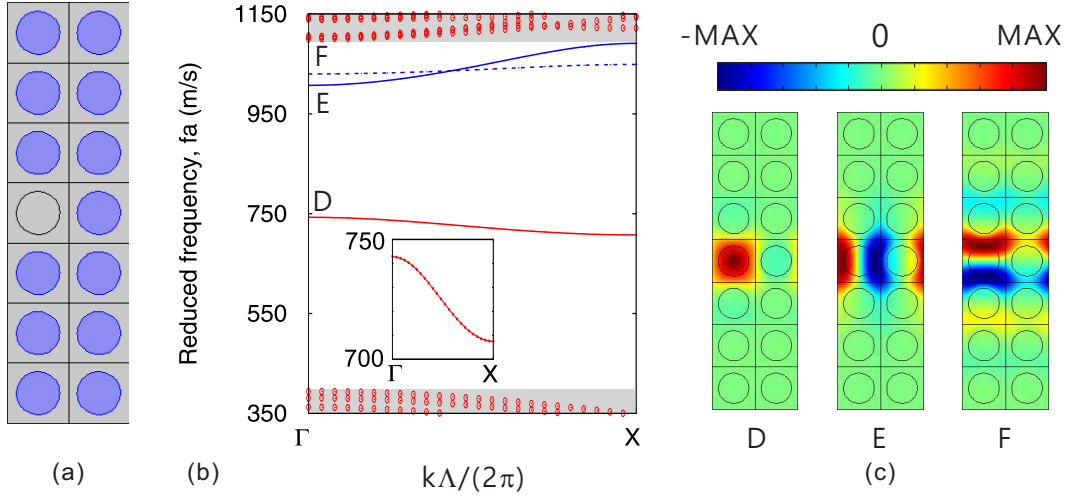 1150
950
750
550
350
Reduced frequency, fa (m/s)
F
E
D
750
700
Γ
X
Γ
X
kΛ/(2π)
(a)
(b)
-MAX
0
MAX
D
E
F
(c)